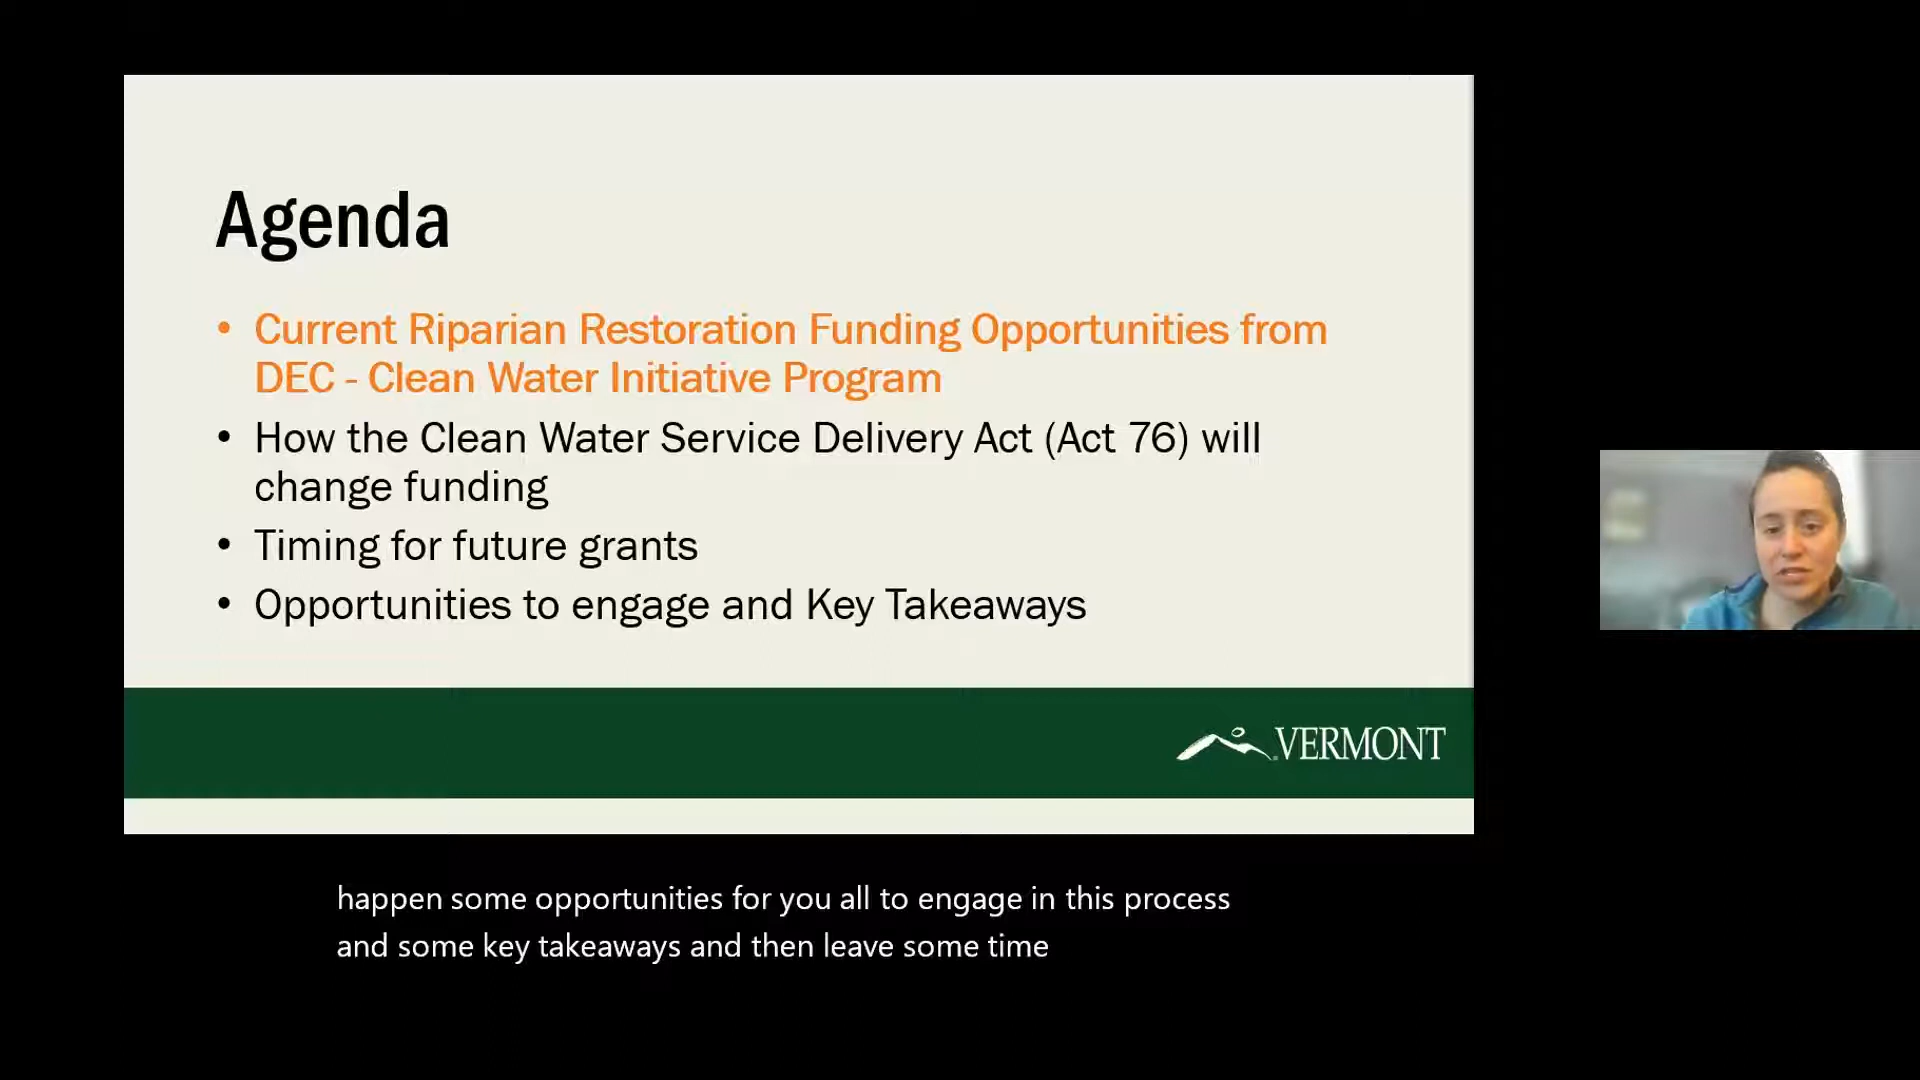 Agenda
• Current Riparian Restoration Funding Opportunities from
DEC - Clean Water Initiative Program
• How the Clean Water Service Delivery Act (Act 76) will
change funding
• Timing for future grants
• Opportunities to engage and Key Takeaways
VERMONT
happen some opportunities for you all to engage in this process
and some key takeaways and then leave some time